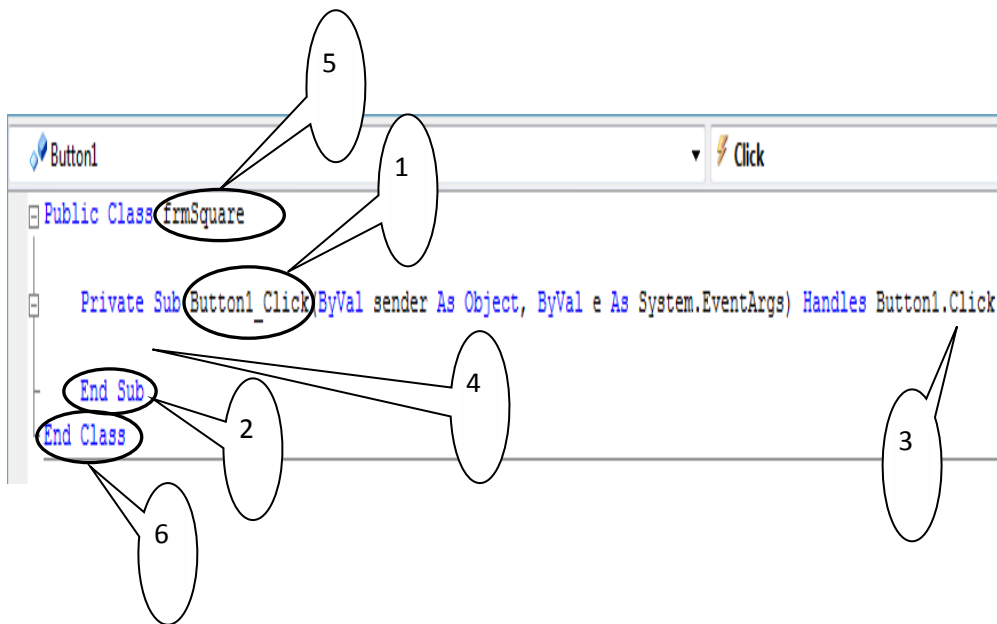 5
Button1 Click
1
Public Class frmSquare
Private Sub Button1_Click(ByVal sender As Object, ByVal e As System.EventArgs) Handles Button1.Click
4
End Sub
2
End Class
3
6